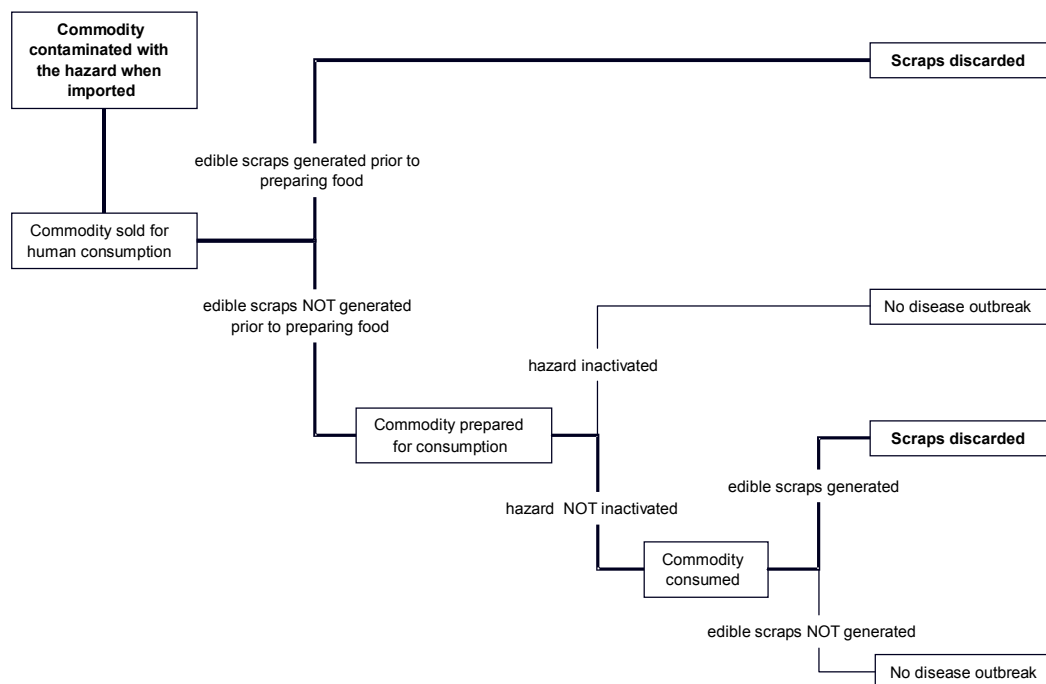 Commodity
contaminated with
the hazard when
imported
Scraps discarded
edible scraps generated prior to
preparing food
Commodity sold for
human consumption
edible scraps NOT generated
prior to preparing food
No disease outbreak
hazard inactivated
Commodity prepared
for consumption
Scraps discarded
edible scraps generated
hazard NOT inactivated
Commodity
consumed
edible scraps NOT generated
No disease outbreak